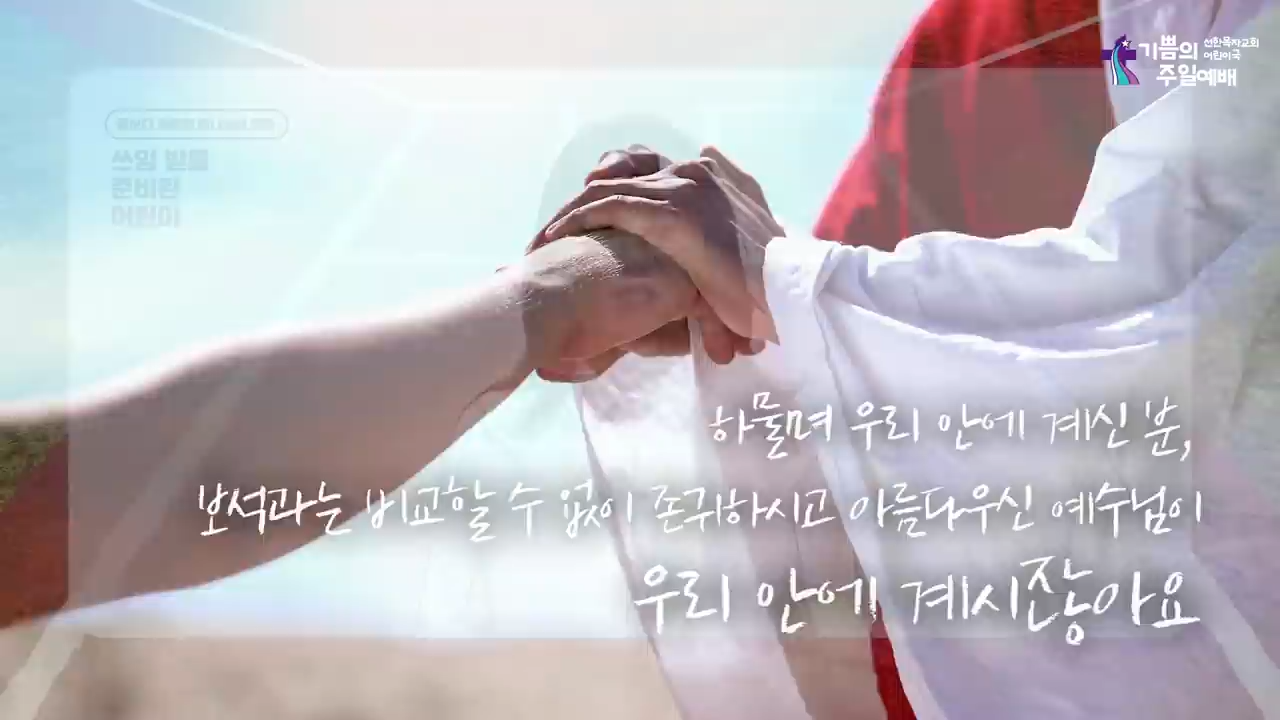 기쁨의 선한목자교회
어린이국
주일예배
쓰임 받을
준비된
어린이
하물며 우리 안에 계신 분,
보석과는 비교할 수 없이 존귀하시고 아름다우신 예수님이
우리 안에 계시잖아요